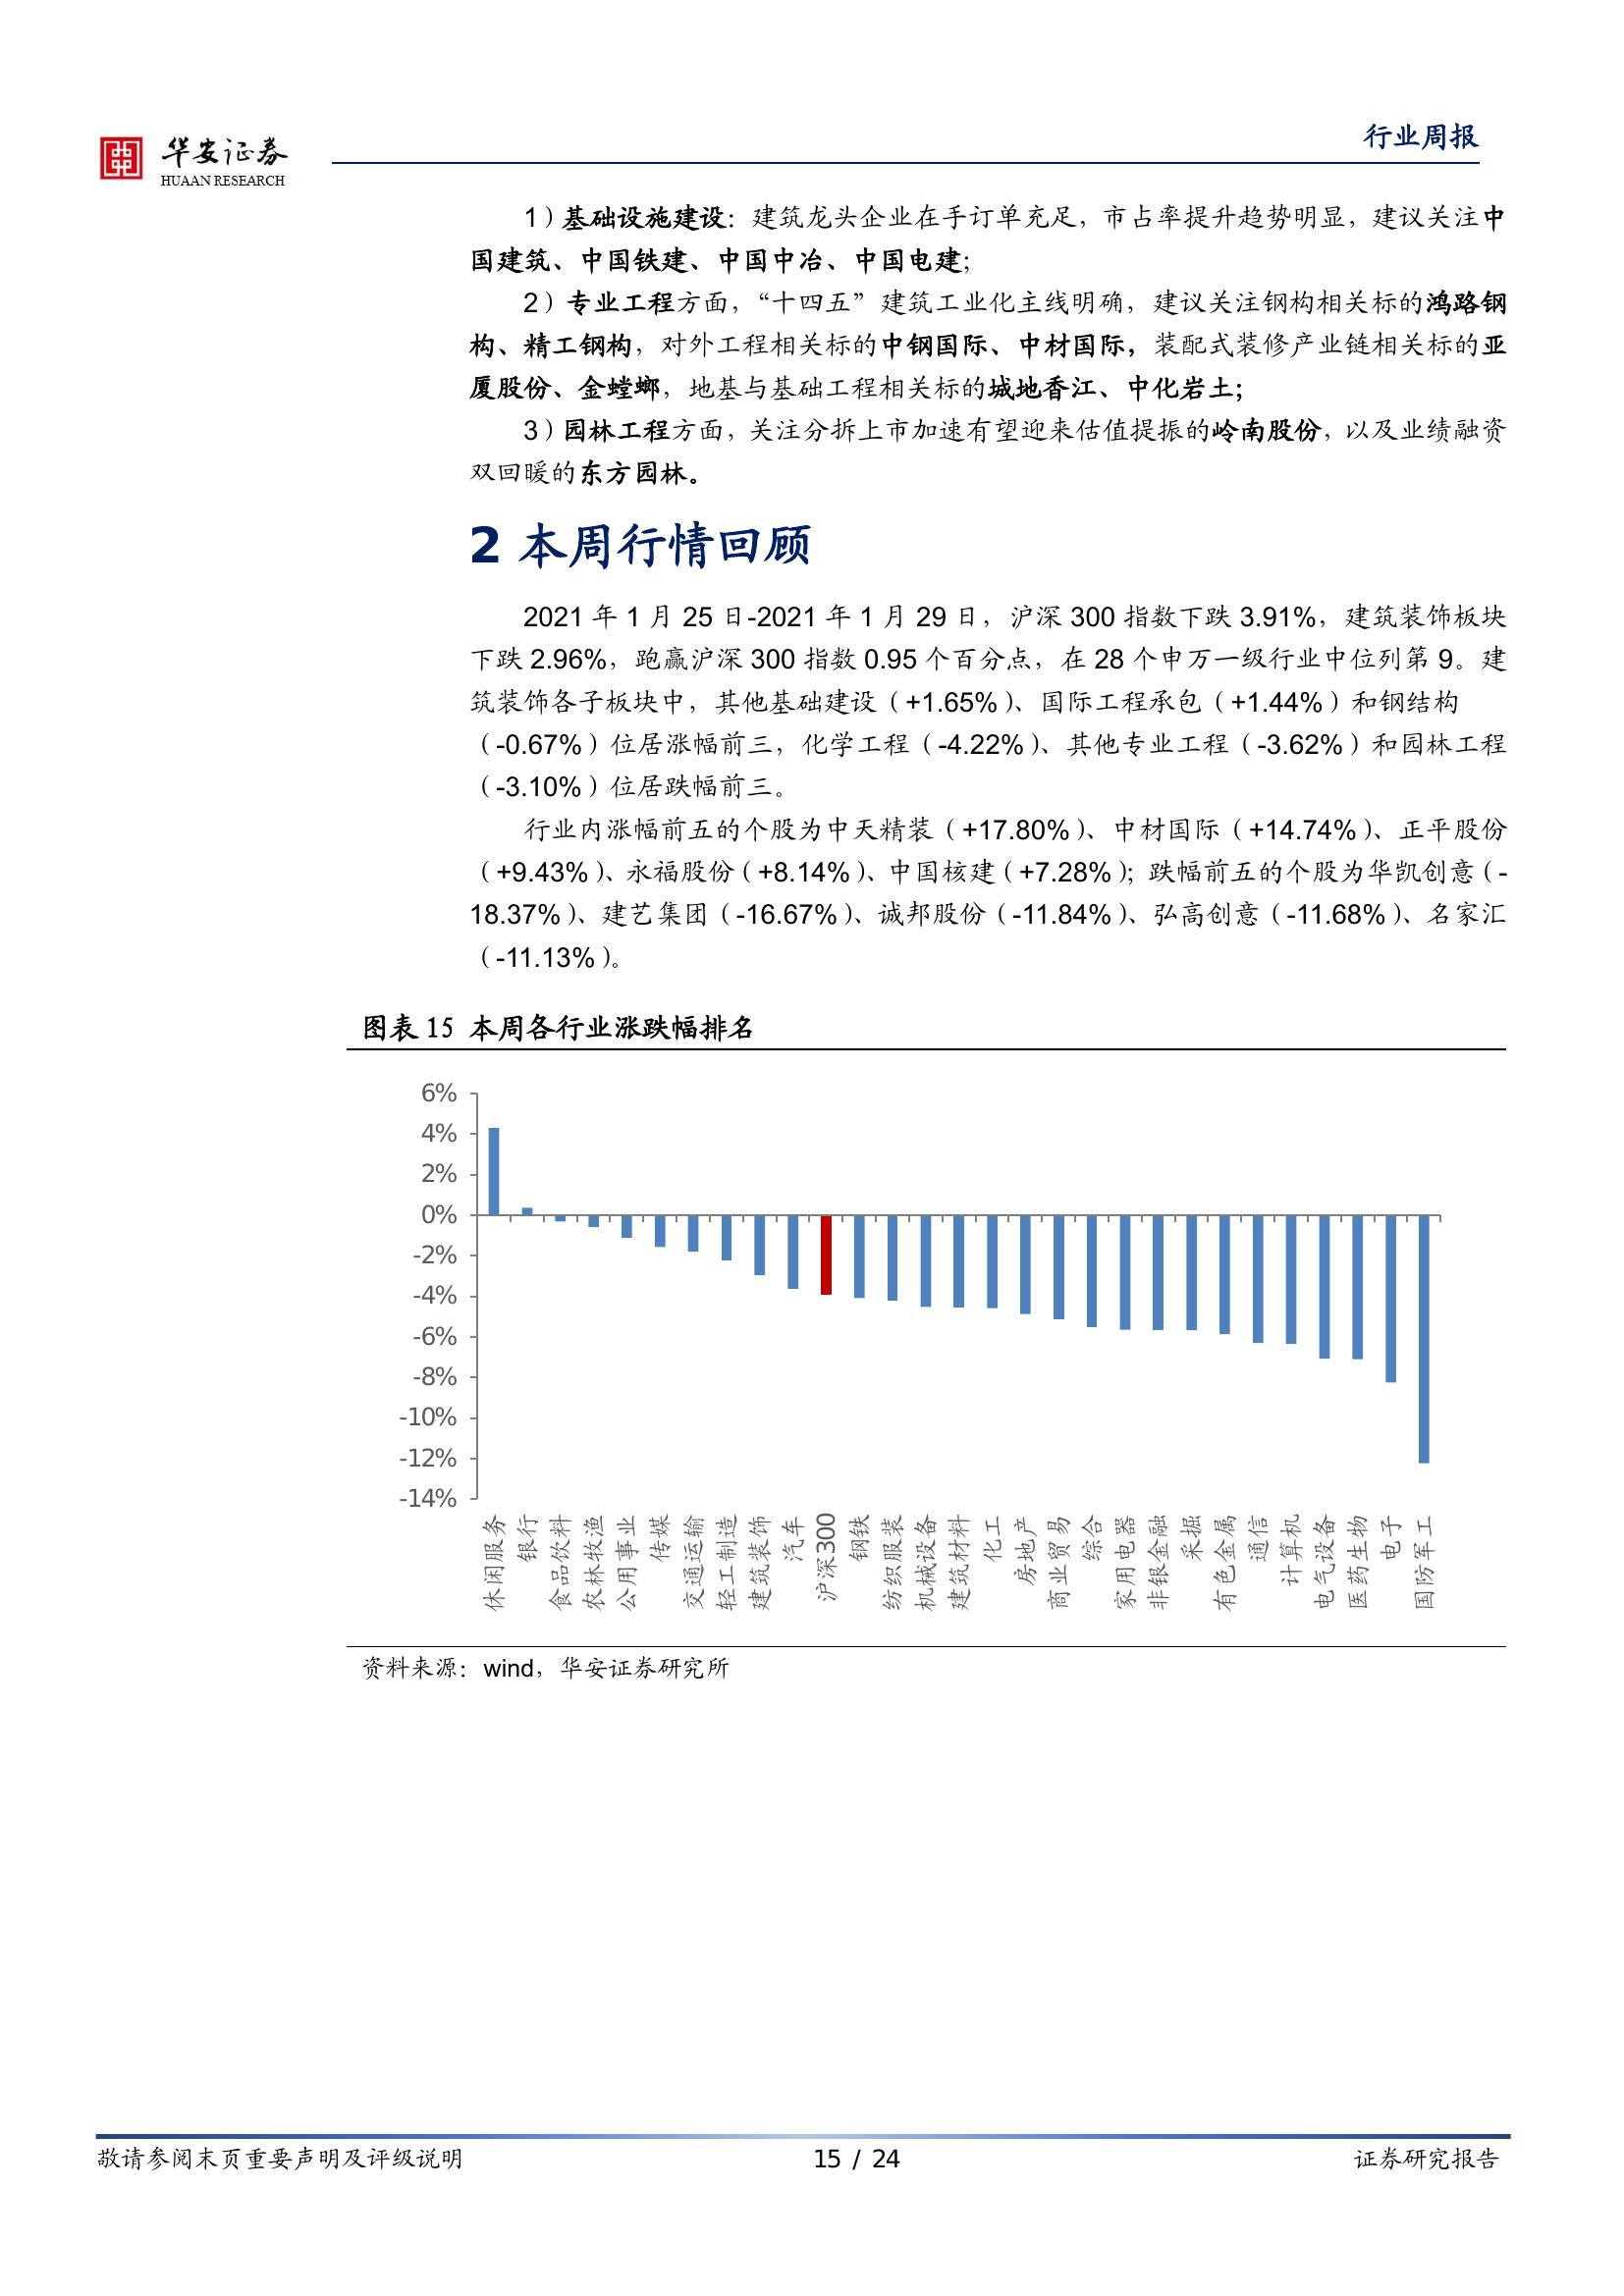 华安证券
HUAAN RESEARCH
行业周报
1）基础设施建设：建筑龙头企业在手订单充足，市占率提升趋势明显，建议关注中
国建筑、中国铁建、中国中冶、中国电建；
2）专业工程方面，“十四五”建筑工业化主线明确，建议关注钢构相关标的鸿路钢
构、精工钢构，对外工程相关标的中钢国际、中材国际，装配式装修产业链相关标的亚
厦股份、金螳螂，地基与基础工程相关标的城地香江、中化岩土；
3）园林工程方面，关注分拆上市加速有望迎来估值提振的岭南股份，以及业绩融资
双回暖的东方园林。
2 本周行情回顾
2021 年 1 月 25 日-2021 年 1 月 29 日，沪深 300 指数下跌 3.91%，建筑装饰板块
下跌 2.96%，跑赢沪深 300 指数 0.95 个百分点，在 28 个申万一级行业中位列第 9。建
筑装饰各子板块中，其他基础建设（+1.65%）、国际工程承包（+1.44%）和钢结构
（-0.67%）位居涨幅前三，化学工程（-4.22%）、其他专业工程（-3.62%）和园林工程
（-3.10%）位居跌幅前三。
行业内涨幅前五的个股为中天精装（+17.80%）、中材国际（+14.74%）、正平股份
（+9.43%）、永福股份（+8.14%）、中国核建（+7.28%）；跌幅前五的个股为华凯创意（-
18.37%）、建艺集团（-16.67%）、诚邦股份（-11.84%）、弘高创意（-11.68%）、名家汇
（-11.13%）。
图表 15 本周各行业涨跌幅排名
6%
4%
2%
0%
-2%
-4%
-6%
-8%
-10%
-12%
-14%
休闲服务
银行
食品饮料
农林牧渔
公用事业
传媒
交通运输
轻工制造
建筑装饰
汽车
沪深300
钢铁
纺织服装
机械设备
建筑材料
化工
房地产
商业贸易
综合
家用电器
非银金融
采掘
有色金属
通信
计算机
电气设备
医药生物
电子
国防军工
资料来源：wind，华安证券研究所
敬请参阅末页重要声明及评级说明
15 / 24
证券研究报告